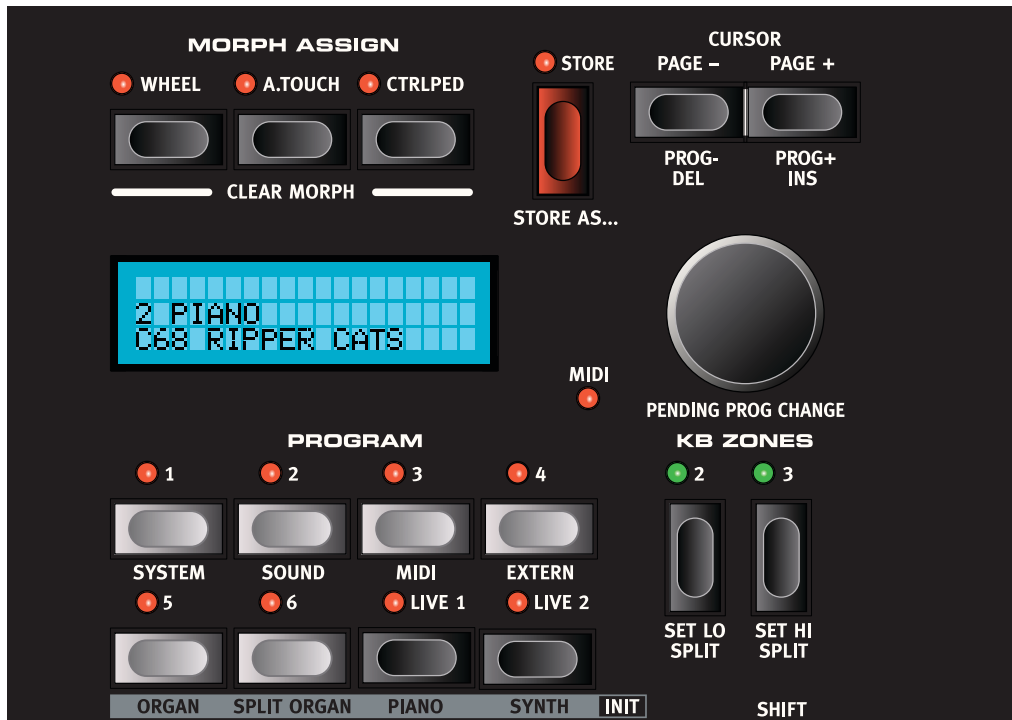 MORPH ASSIGN
WHEEL A.TOUCH CTRLPED
CLEAR MORPH
STORE
STORE AS...
CURSOR
PAGE – PAGE +
PROG- PROG+
DEL INS
2 PIANO
C68 RIPPER CATS
MIDI
PENDING PROG CHANGE
PROGRAM
1 2 3 4
SYSTEM SOUND MIDI EXTERN
5 6 LIVE 1 LIVE 2
ORGAN SPLIT ORGAN PIANO SYNTH INIT
KB ZONES
2 3
SET LO SET HI
SPLIT SPLIT
SHIFT